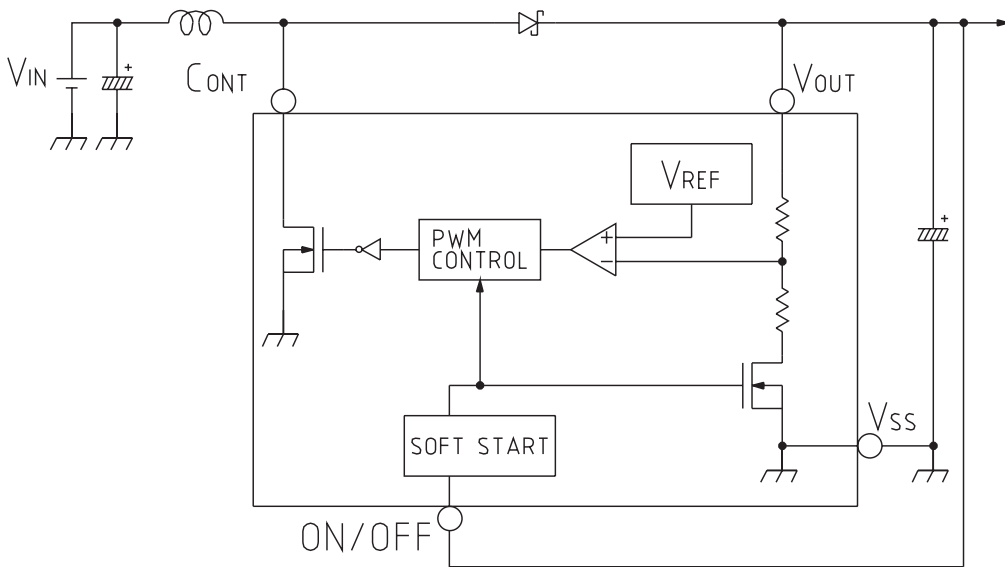 VIN
+
CONT
VOUT
VREF
+
PWM
CONTROL
+
−
VSS
SOFT START
ON/OFF